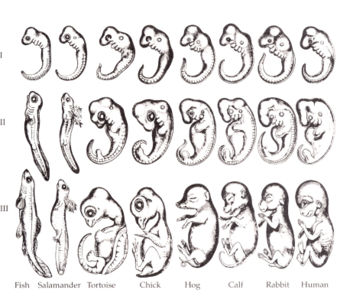 I
II
III
Fish Salamander Tortoise Chick Hog Calf Rabbit Human